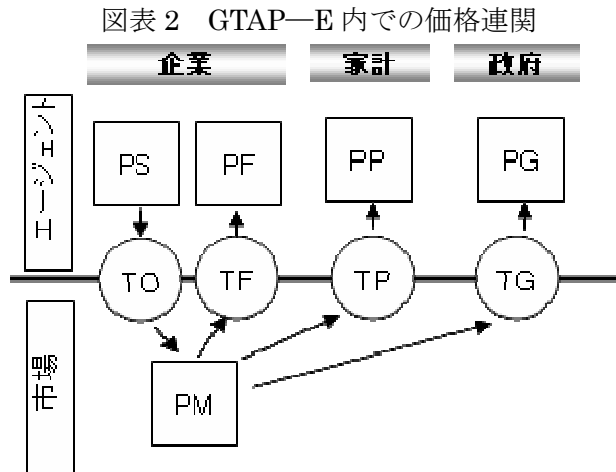 図表 2 GTAP―E 内での価格連関
企業 家計 政府
エージェント
PS PF PP PG
TO TF TP TG
市場
PM